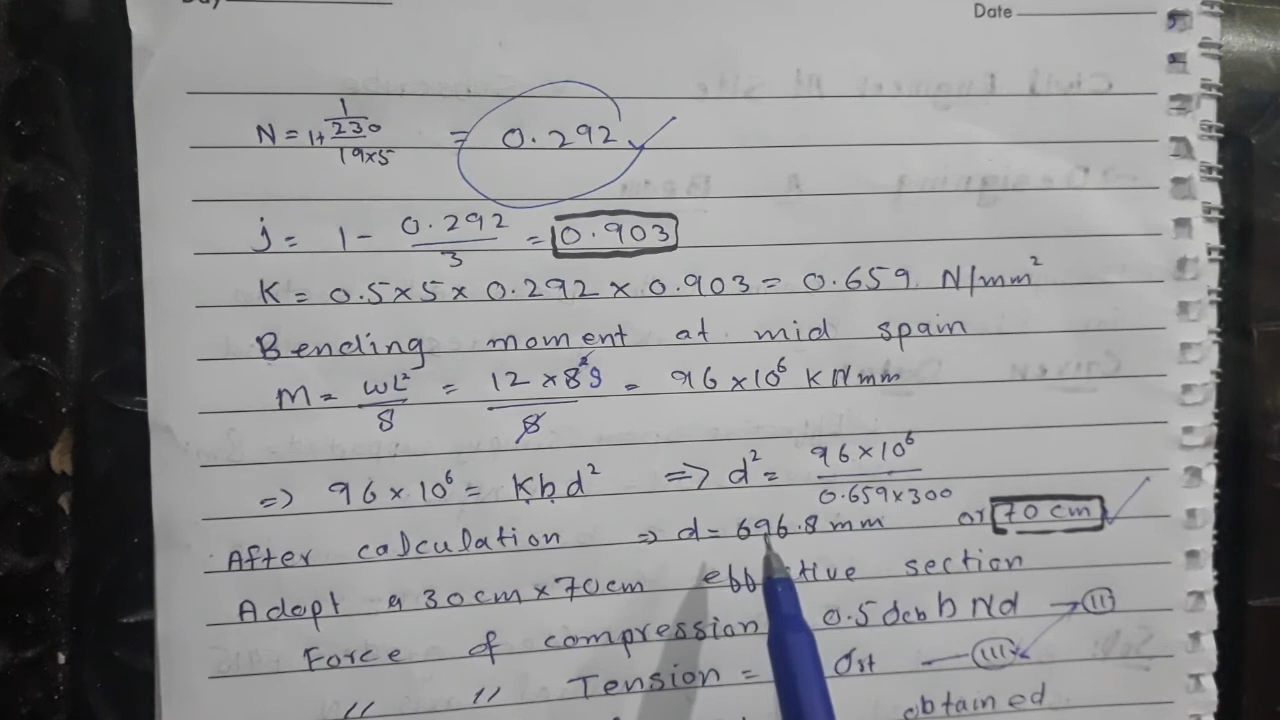 Date
N = 1/(1+230/(19×5)) = 0.292 ✓
j = 1 - 0.292/3 = 0.903
K = 0.5×5×0.292×0.903 = 0.659 N/mm²
Bending moment at mid spain
M = wL²/8 = 12×8²/8 = 96×10⁶ KNmm
=> 96×10⁶ = Kbd² => d² = 96×10⁶/0.659×300
After calculation => d = 696.8 mm or 70 cm ✓
Adopt a 30cm×70cm section
Force of compression 0.5 σcb b Nd → (II)
〃 〃 Tension = σst — (III)
obtained